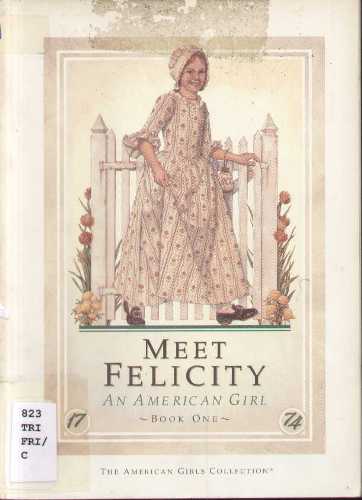 MEET
FELICITY
AN AMERICAN GIRL
~BOOK ONE~
17
74
823
TRI
FRI/
C
THE AMERICAN GIRLS COLLECTION®